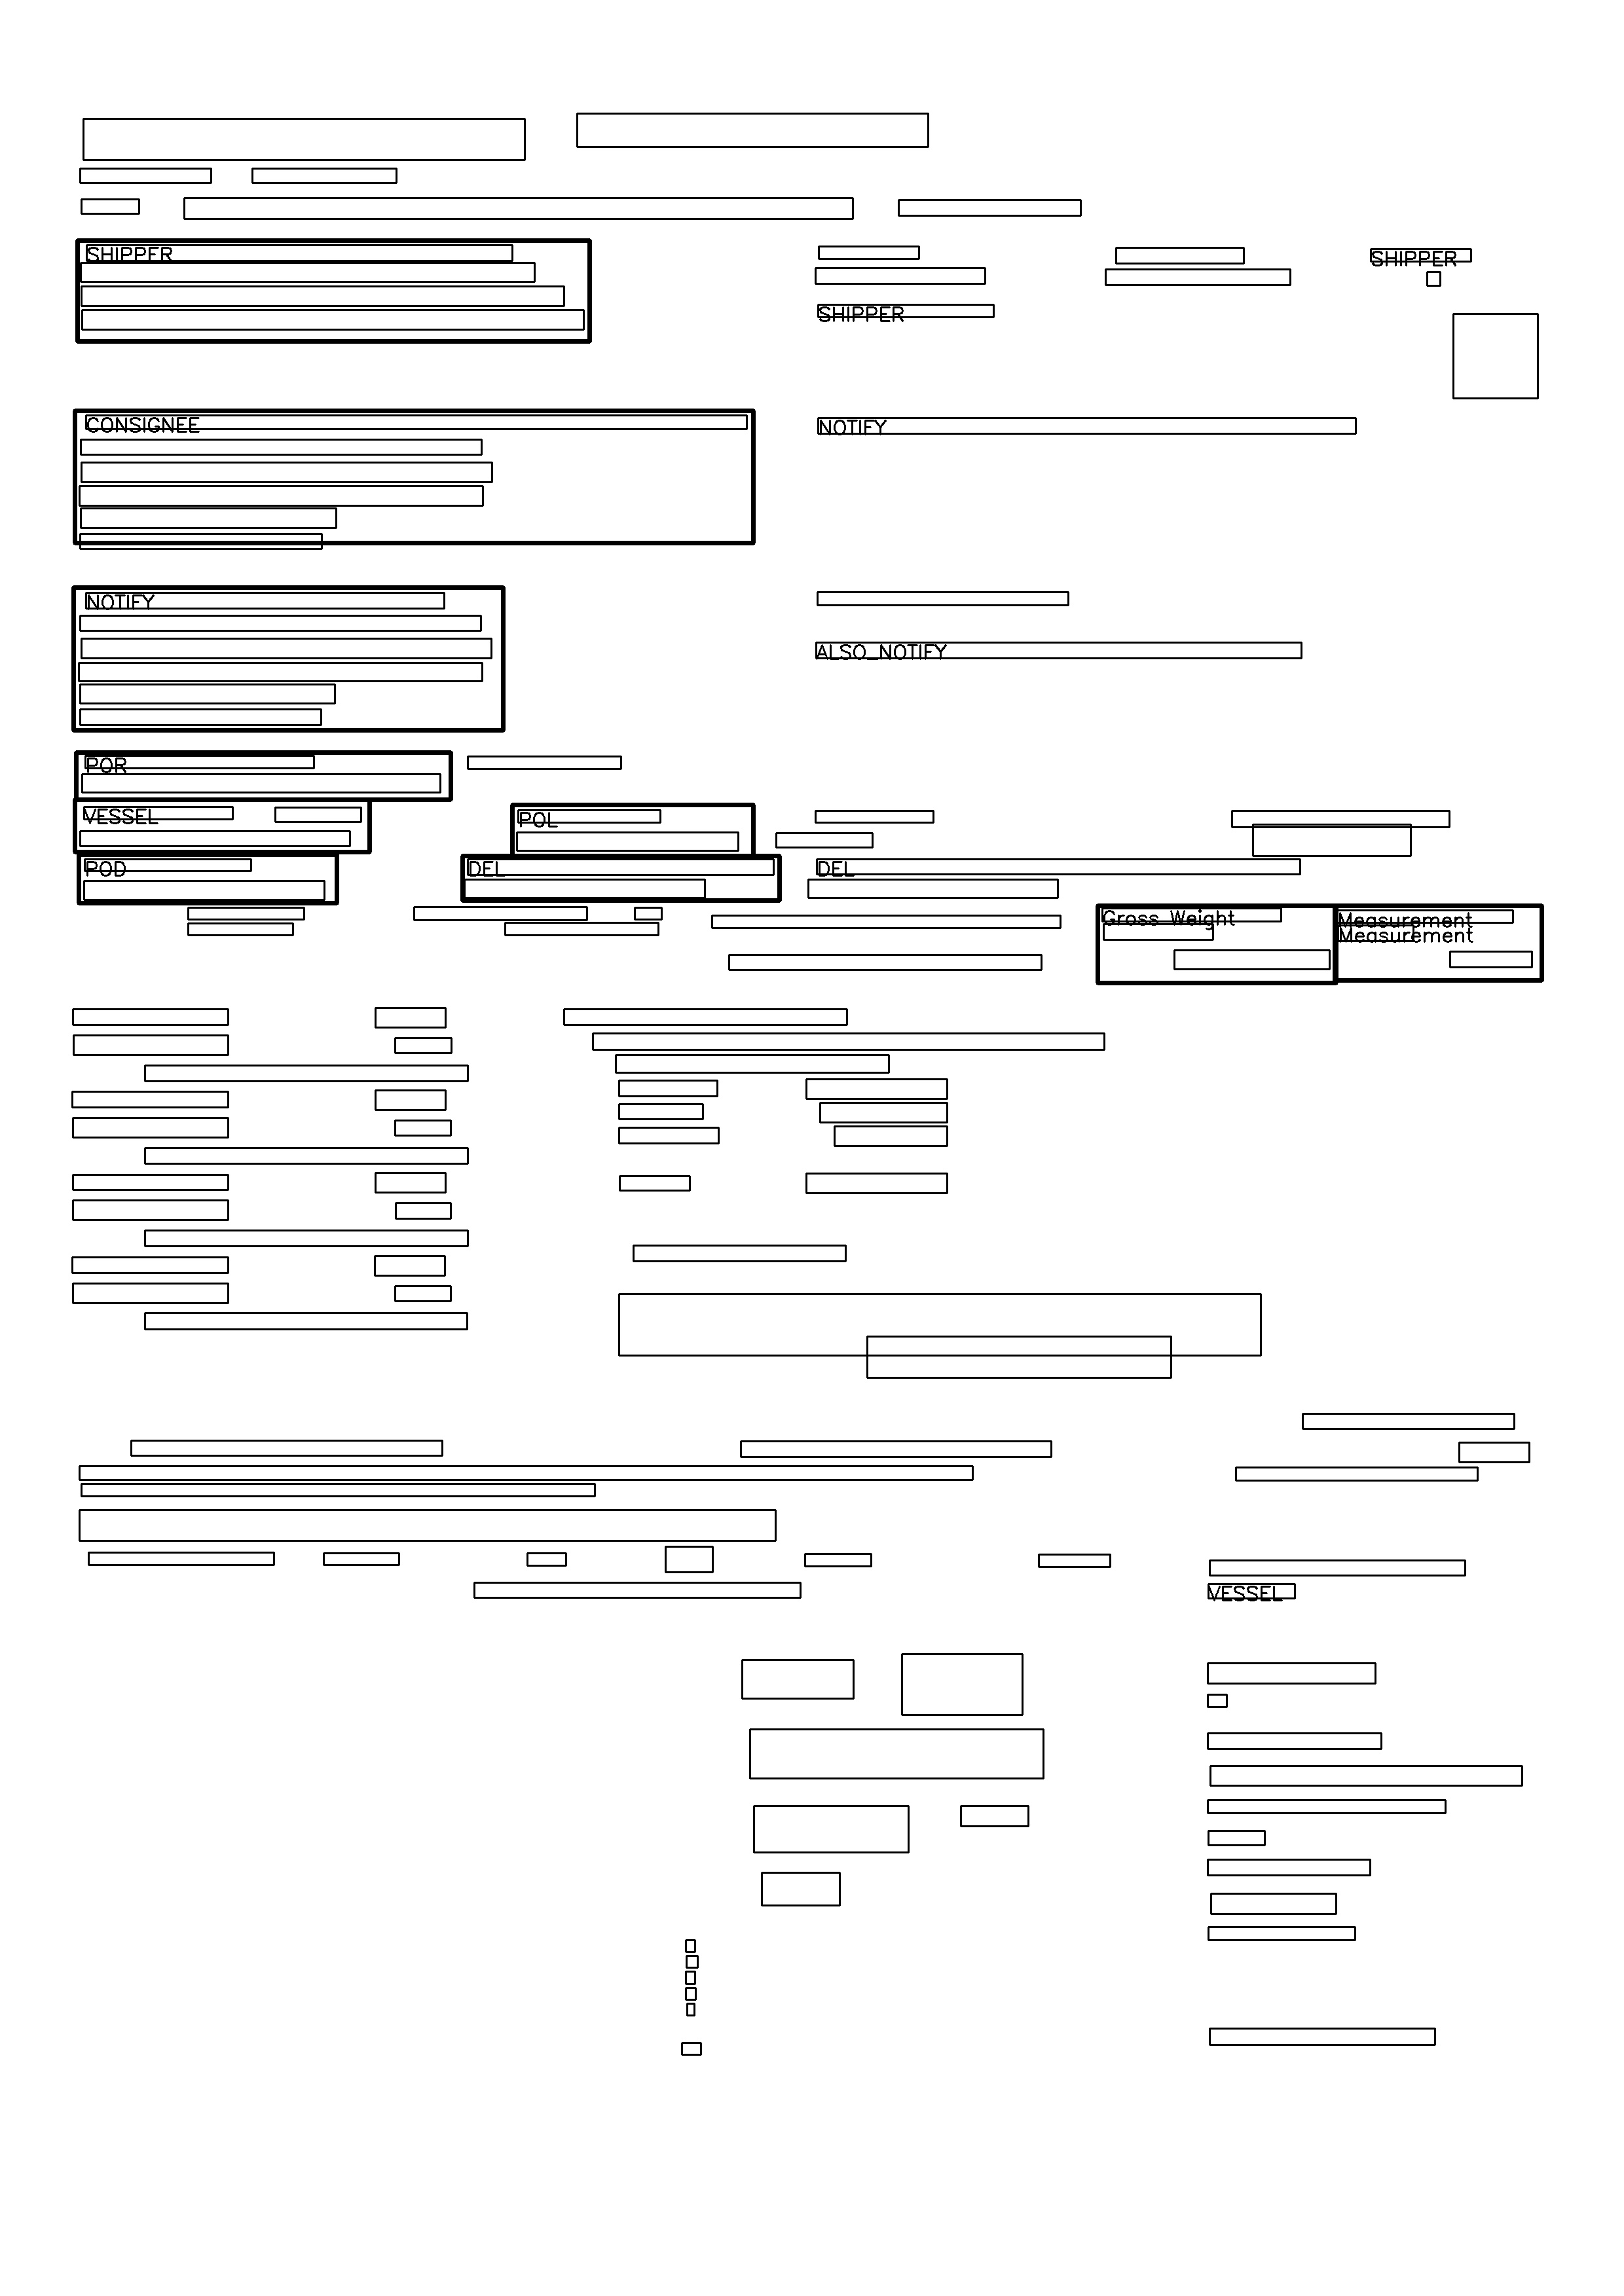 SHIPPER
SHIPPER
SHIPPER
CONSIGNEE
NOTIFY
NOTIFY
ALSO_NOTIFY
POR
VESSEL
POL
POD
DEL
DEL
Gross Weight
Measurement
Measurement
VESSEL